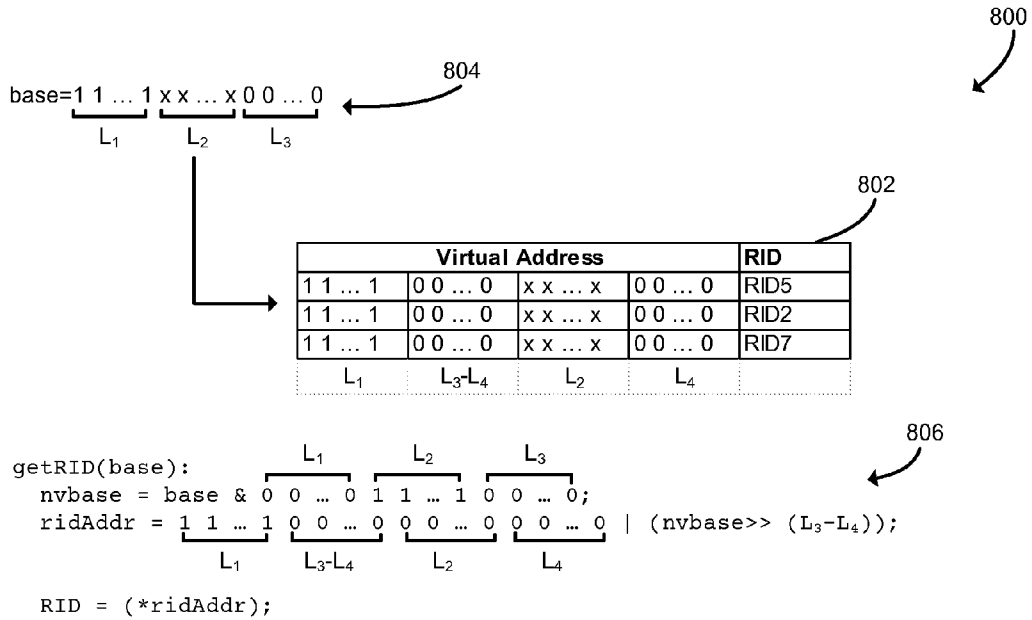 800
804
base=1 1 ... 1 x x ... x 0 0 ... 0
L₁ L₂ L₃
802
Virtual Address RID
1 1 ... 1 0 0 ... 0 x x ... x 0 0 ... 0 RID5
1 1 ... 1 0 0 ... 0 x x ... x 0 0 ... 0 RID2
1 1 ... 1 0 0 ... 0 x x ... x 0 0 ... 0 RID7
L₁ L₃-L₄ L₂ L₄
806
L₁ L₂ L₃
getRID(base):
nvbase = base & 0 0 … 0 1 1 … 1 0 0 … 0;
ridAddr = 1 1 … 1 0 0 … 0 0 0 … 0 0 0 … 0 | (nvbase>> (L₃-L₄));
L₁ L₃-L₄ L₂ L₄
RID = (*ridAddr);